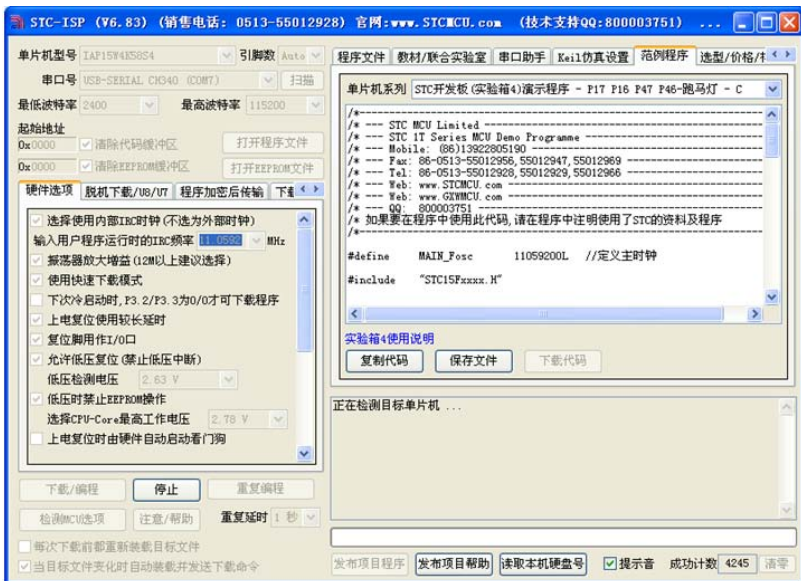 STC-ISP (V6.83) (销售电话: 0513-55012928) 官网:www.STCMCU.com (技术支持QQ:800003751) ...
单片机型号 IAP15W4K58S4 引脚数 Auto
串口号 USB-SERIAL CH340 (COM7) 扫描
最低波特率 2400 最高波特率 115200
起始地址
0x0000 清除代码缓冲区 打开程序文件
0x0000 清除EEPROM缓冲区 打开EEPROM文件
硬件选项 脱机下载/U8/U7 程序加密后传输
选择使用内部IRC时钟(不选为外部时钟)
输入用户程序运行时的IRC频率 11.0592 MHz
振荡器放大增益(12M以上建议选择)
使用快速下载模式
下次冷启动时,P3.2/P3.3为0/0才可下载程序
上电复位使用较长延时
复位脚用作I/O口
允许低压复位(禁止低压中断)
低压检测电压 2.63 V
低压时禁止EEPROM操作
选择CPU-Core最高工作电压 2.78 V
上电复位时由硬件自动启动看门狗
下载/编程 停止 重复编程
检测MCU选项 注意/帮助 重复延时 1 秒
每次下载前都重新装载目标文件
当目标文件变化时自动装载并发送下载命令
程序文件 教材/联合实验室 串口助手 Keil仿真设置 范例程序 选型/价格/
单片机系列 STC开发板(实验箱4)演示程序 - P17 P16 P47 P46-跑马灯 - C
/*---
/* --- STC MCU Limited ---
/* --- STC 1T Series MCU Demo Programme ---
/* --- Mobile: (86)13922805190 ---
/* --- Fax: 86-0513-55012956,55012947,55012969 ---
/* --- Tel: 86-0513-55012928,55012929,55012966 ---
/* --- Web: www.STCMCU.com ---
/* --- Web: www.GXWMCU.com ---
/* --- QQ: 800003751 ---
/* 如果要在程序中使用此代码,请在程序中注明使用了STC的资料及程序
/*---
#define MAIN_Fosc 11059200L //定义主时钟
#include "STC15Fxxxx.H"
实验箱4使用说明
复制代码 保存文件 下载代码
正在检测目标单片机 ...
发布项目程序 发布项目帮助 读取本机硬盘号 提示音 成功计数 4245 清零